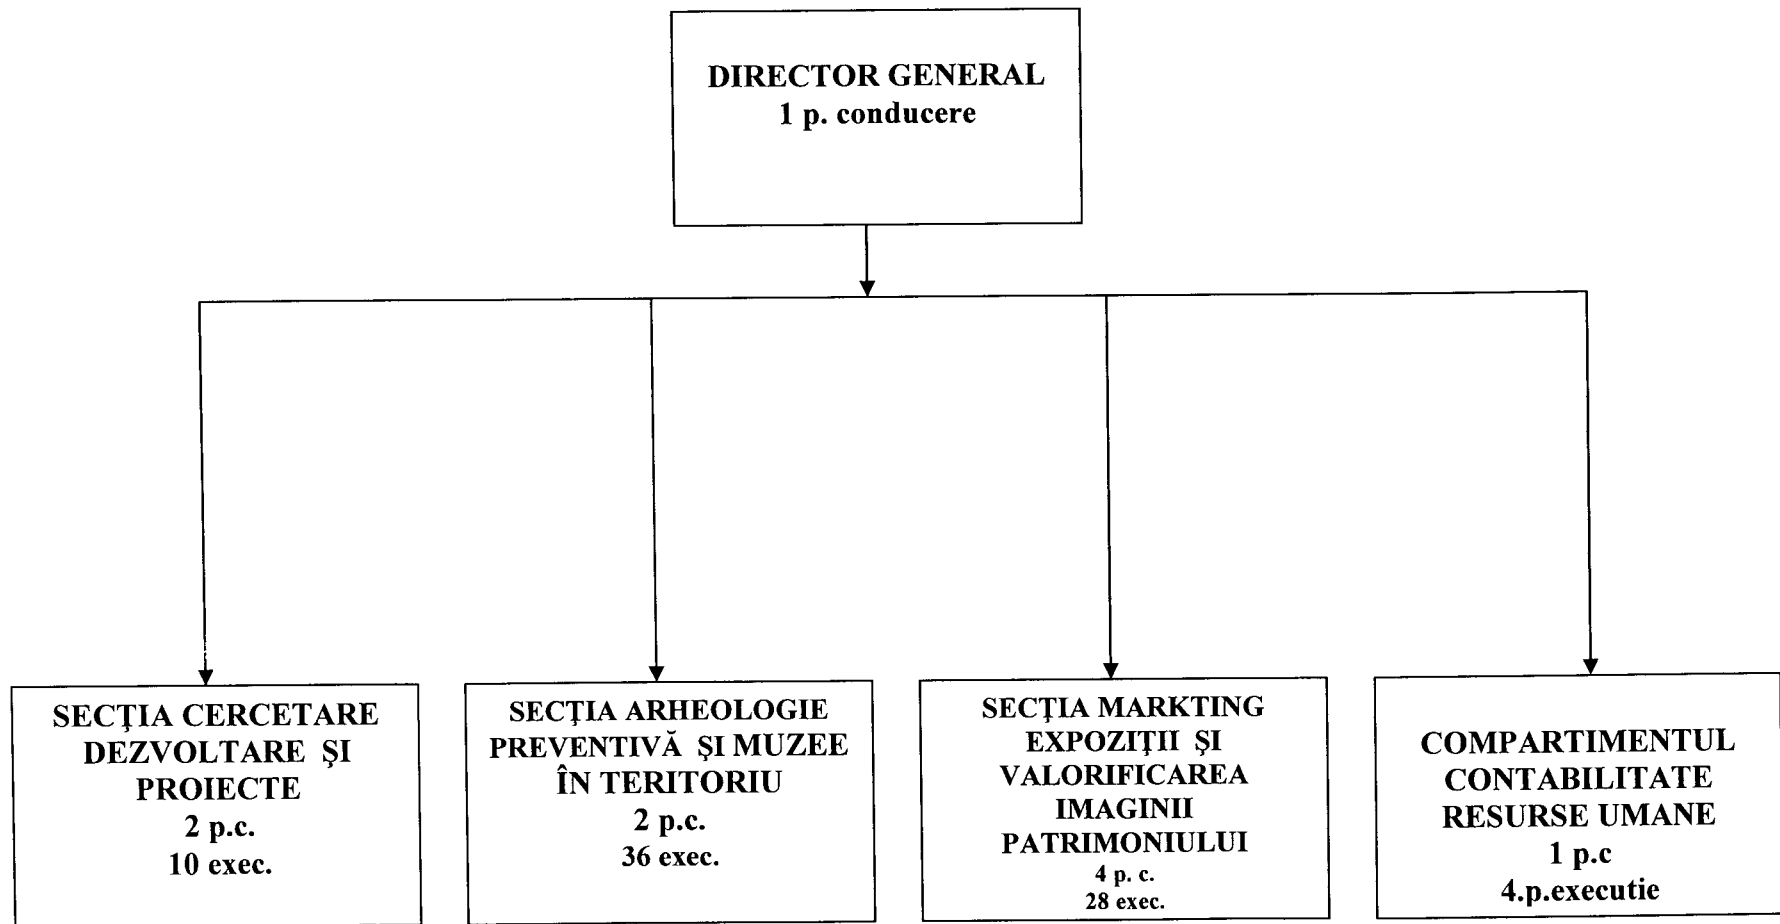 DIRECTOR GENERAL
1 p. conducere
SECŢIA CERCETARE
DEZVOLTARE ŞI
PROIECTE
2 p.c.
10 exec.
SECŢIA ARHEOLOGIE
PREVENTIVĂ ŞI MUZEE
ÎN TERITORIU
2 p.c.
36 exec.
SECŢIA MARKTING
EXPOZIŢII ŞI
VALORIFICAREA
IMAGINII
PATRIMONIULUI
4 p. c.
28 exec.
COMPARTIMENTUL
CONTABILITATE
RESURSE UMANE
1 p.c
4.p.executie